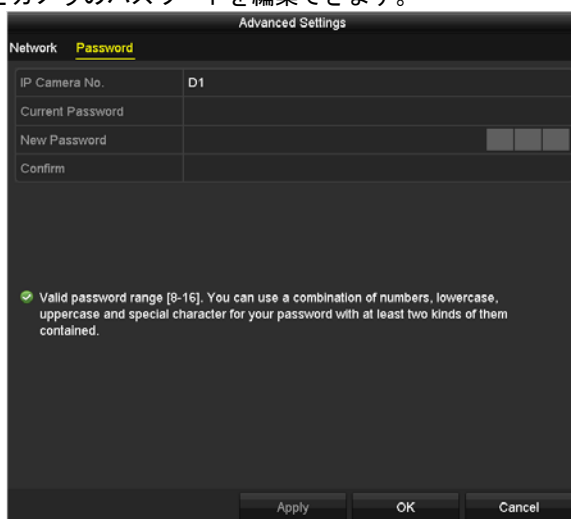 カメラのパスワードを編集できます。
Advanced Settings
Network Password
IP Camera No. D1
Current Password
New Password
Confirm
Valid password range [8-16]. You can use a combination of numbers, lowercase,
uppercase and special character for your password with at least two kinds of them
contained.
Apply OK Cancel